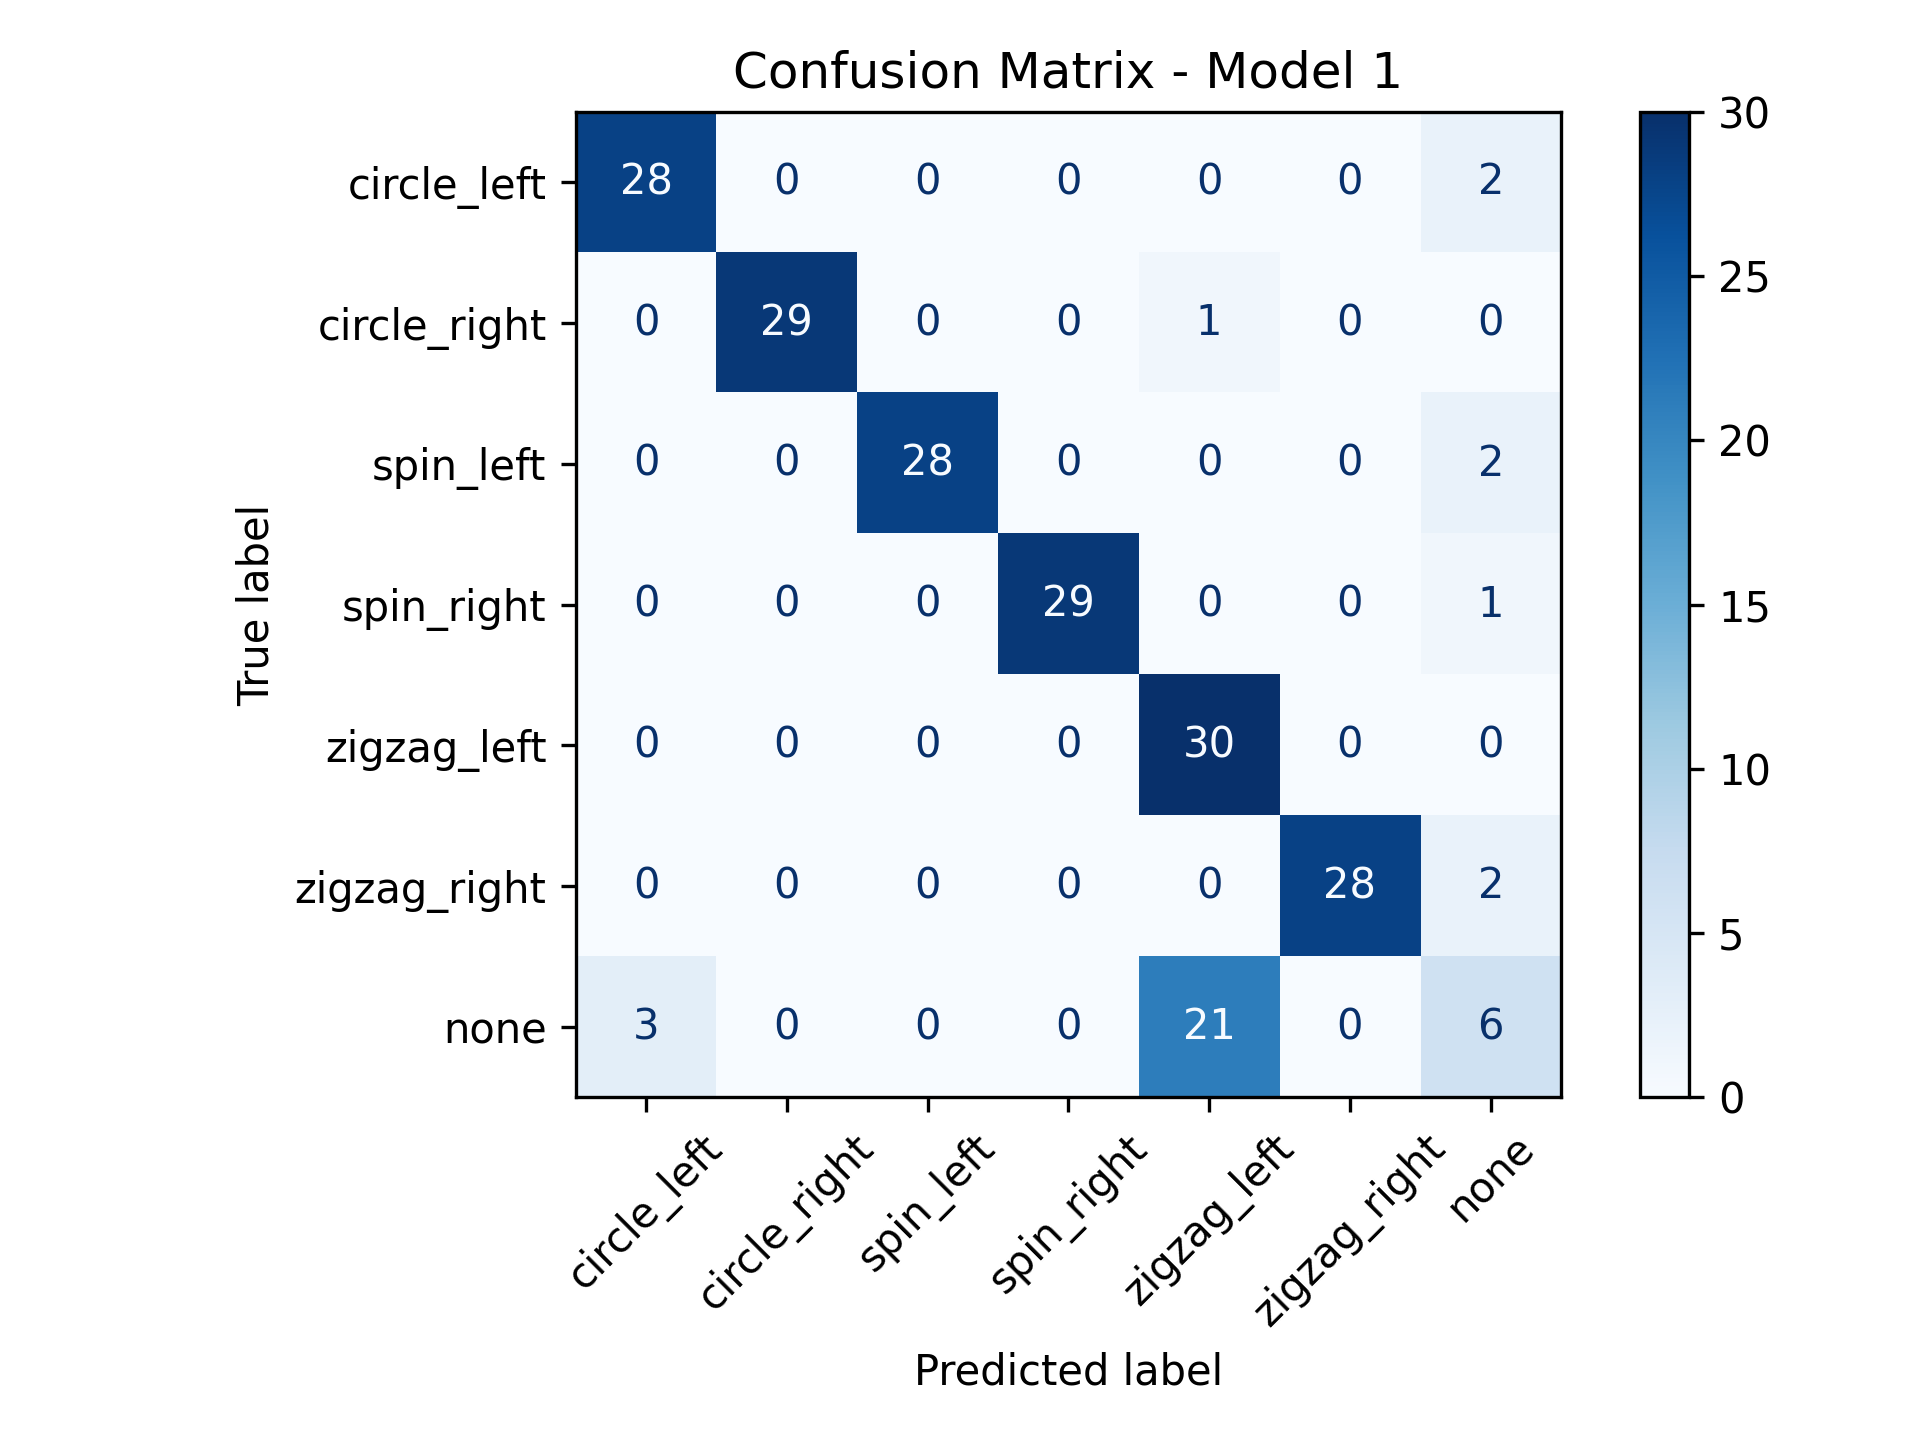 Confusion Matrix - Model 1
True label
circle_left 28 0 0 0 0 0 2
circle_right 0 29 0 0 1 0 0
spin_left 0 0 28 0 0 0 2
spin_right 0 0 0 29 0 0 1
zigzag_left 0 0 0 0 30 0 0
zigzag_right 0 0 0 0 0 28 2
none 3 0 0 0 21 0 6
circle_left circle_right spin_left spin_right zigzag_left zigzag_right none
Predicted label
30
25
20
15
10
5
0